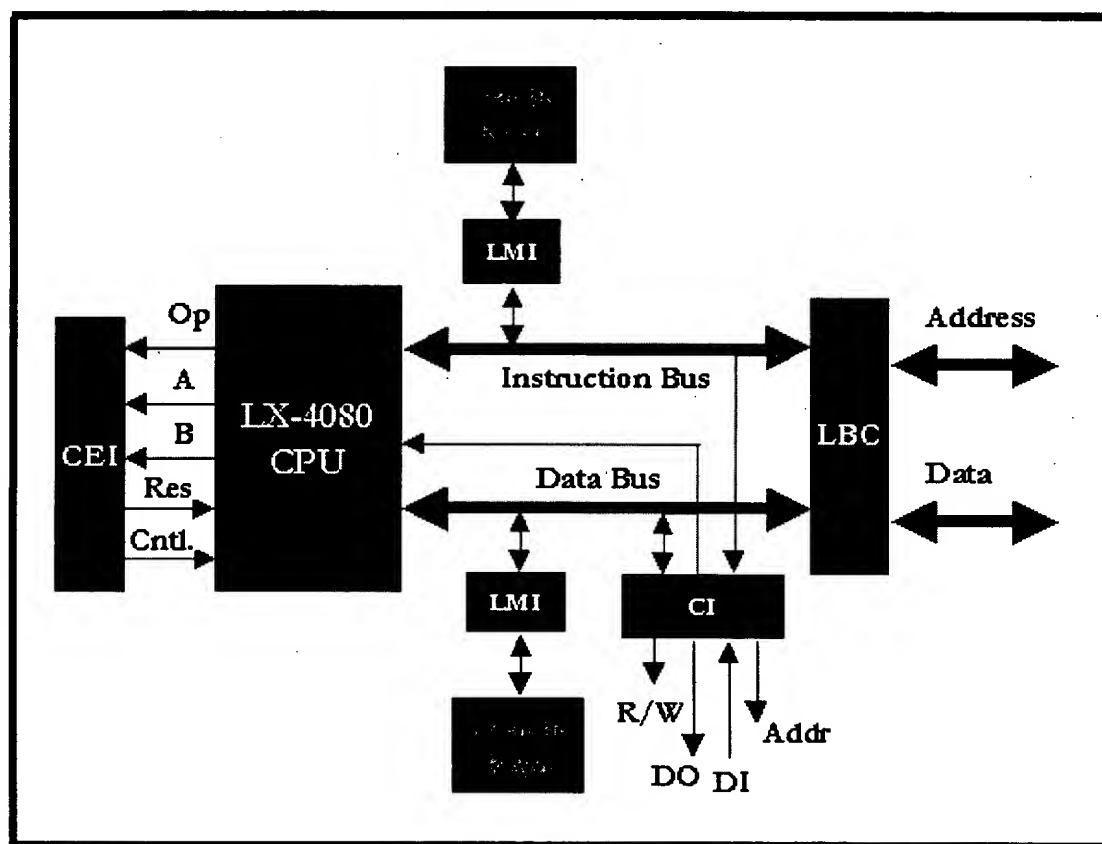 LMI
Op
Address
Instruction Bus
A
LX-4080
CPU
B
LBC
CEI
Data Bus
Data
Res
Cntl.
LMI
CI
R/W
Addr
DO
DI